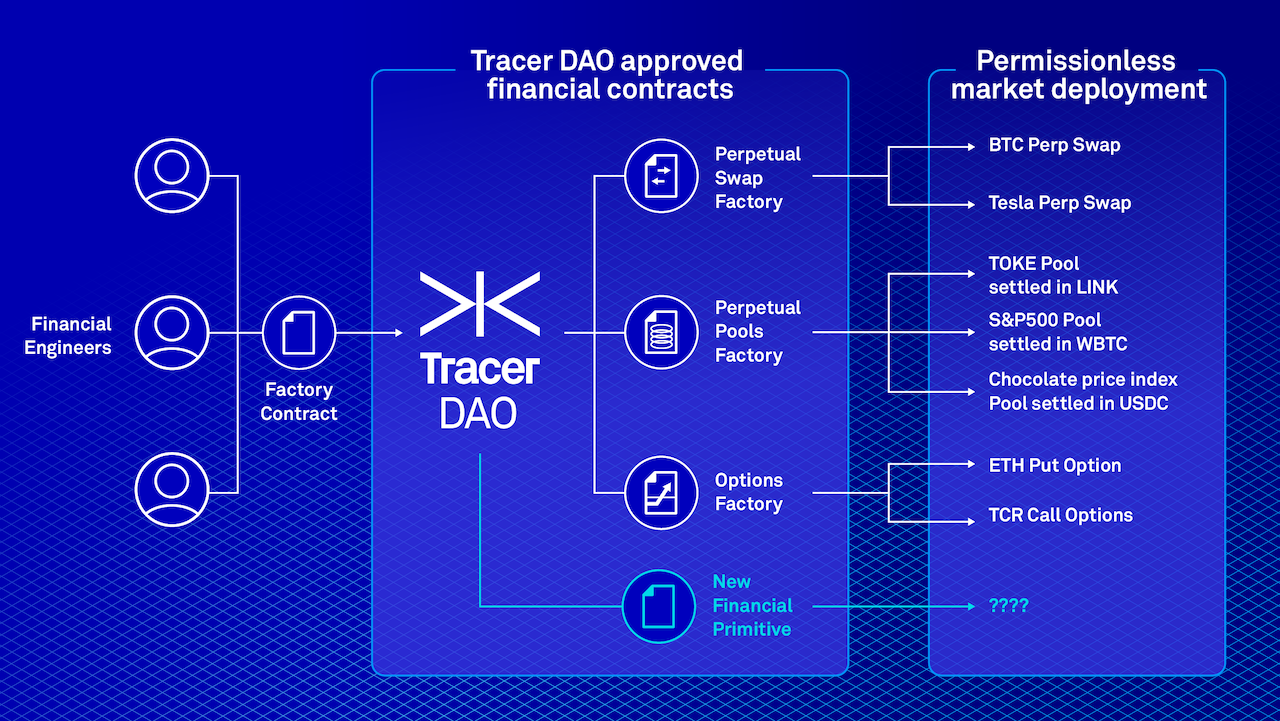 Tracer DAO approved
financial contracts
Permissionless
market deployment
Financial
Engineers
Factory
Contract
Tracer
DAO
Perpetual
Swap
Factory
Perpetual
Pools
Factory
Options
Factory
New
Financial
Primitive
BTC Perp Swap
Tesla Perp Swap
TOKE Pool
settled in LINK
S&P500 Pool
settled in WBTC
Chocolate price index
Pool settled in USDC
ETH Put Option
TCR Call Options
????